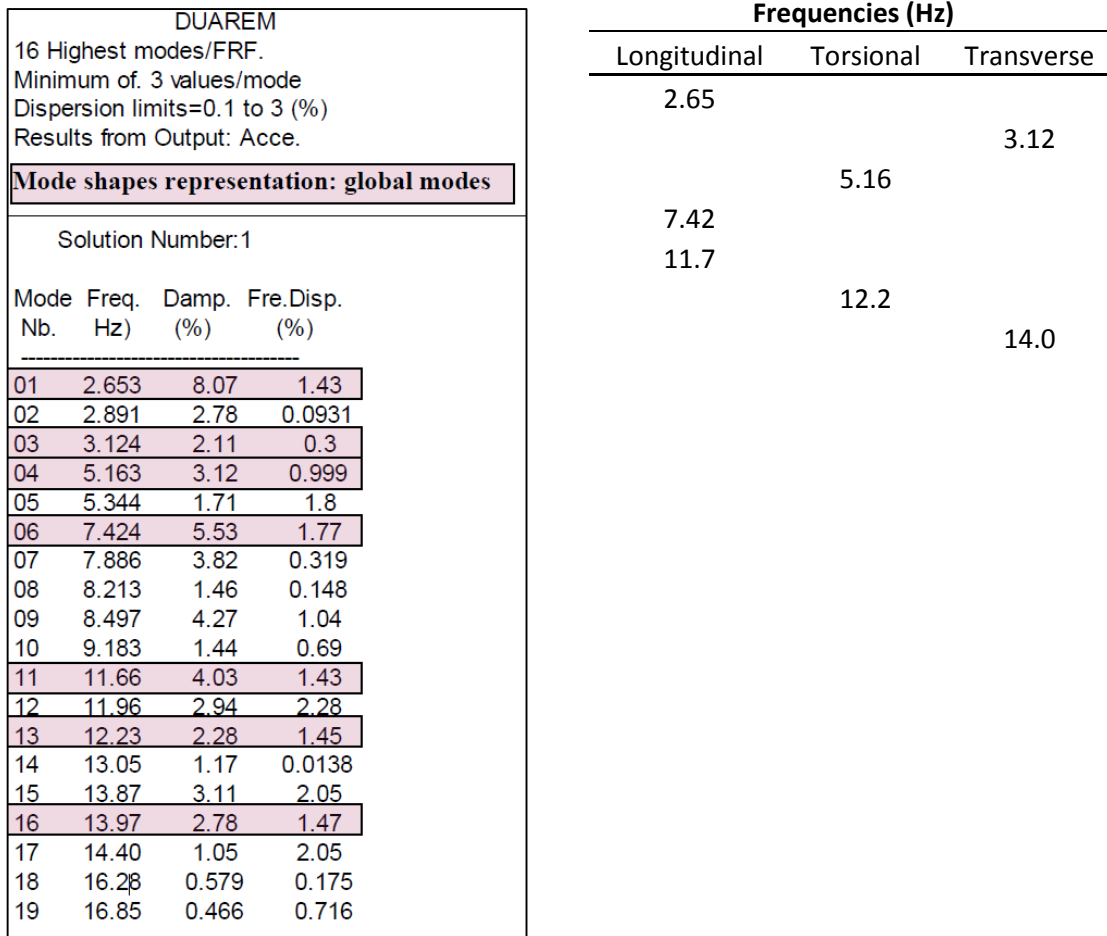 DUAREM
16 Highest modes/FRF.
Minimum of. 3 values/mode
Dispersion limits=0.1 to 3 (%)
Results from Output: Acce.
Mode shapes representation: global modes
Solution Number:1
Mode Freq. Damp. Fre.Disp.
Nb. Hz) (%) (%)
---------------------------------------
01 2.653 8.07 1.43
02 2.891 2.78 0.0931
03 3.124 2.11 0.3
04 5.163 3.12 0.999
05 5.344 1.71 1.8
06 7.424 5.53 1.77
07 7.886 3.82 0.319
08 8.213 1.46 0.148
09 8.497 4.27 1.04
10 9.183 1.44 0.69
11 11.66 4.03 1.43
12 11.96 2.94 2.28
13 12.23 2.28 1.45
14 13.05 1.17 0.0138
15 13.87 3.11 2.05
16 13.97 2.78 1.47
17 14.40 1.05 2.05
18 16.28 0.579 0.175
19 16.85 0.466 0.716
Frequencies (Hz)
Longitudinal Torsional Transverse
2.65
3.12
5.16
7.42
11.7
12.2
14.0